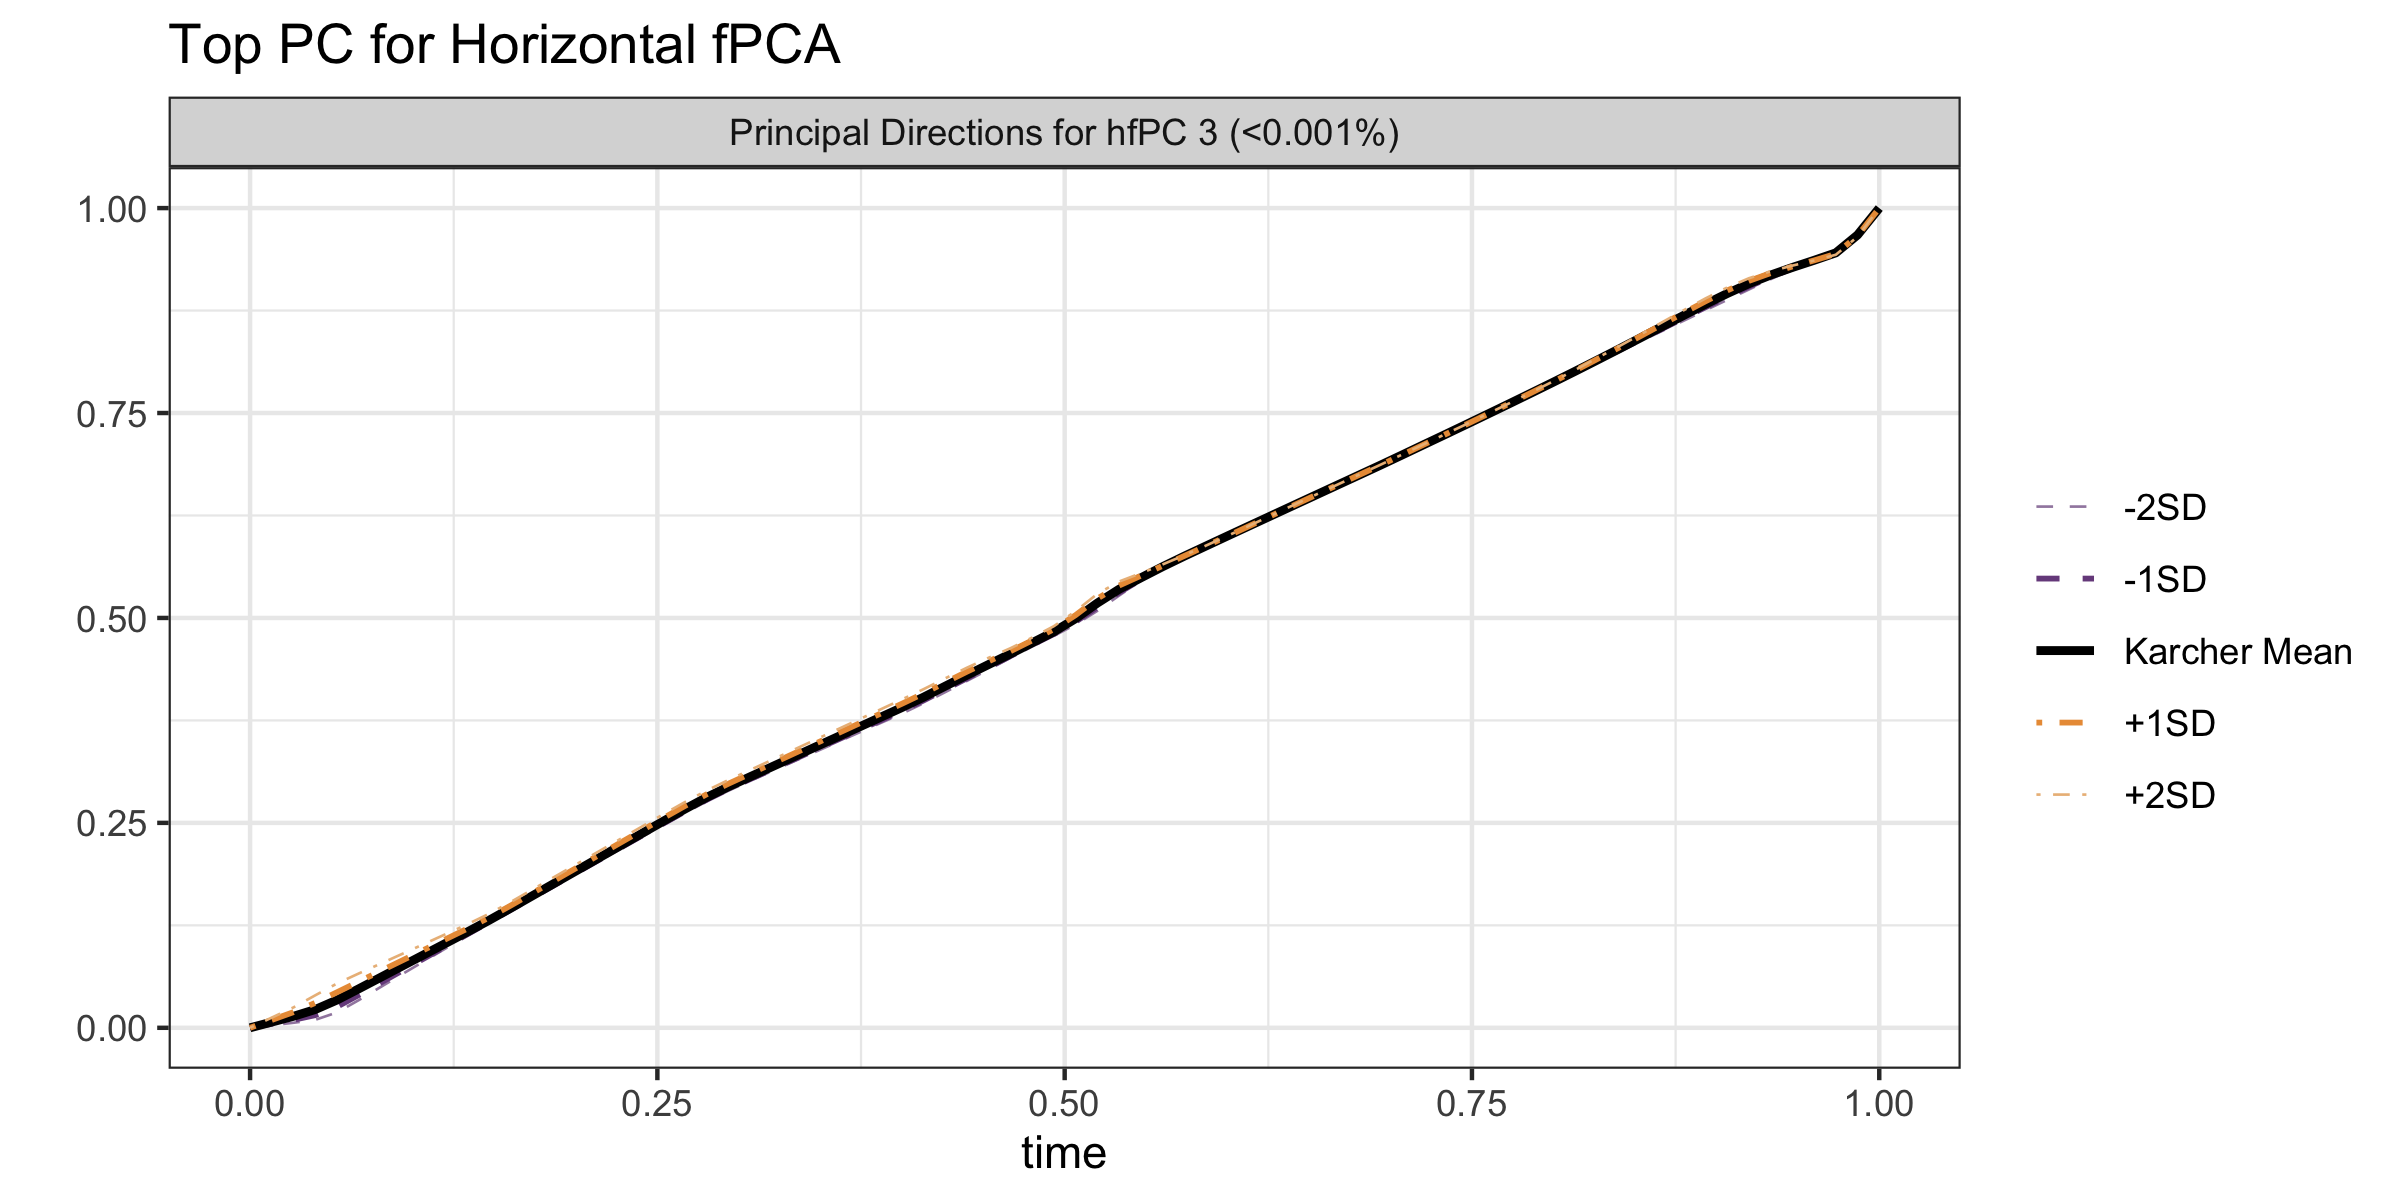 Top PC for Horizontal fPCA
Principal Directions for hfPC 3 (<0.001%)
1.00
0.75
0.50
0.25
0.00
0.00 0.25 0.50 0.75 1.00
time
-2SD
-1SD
Karcher Mean
+1SD
+2SD